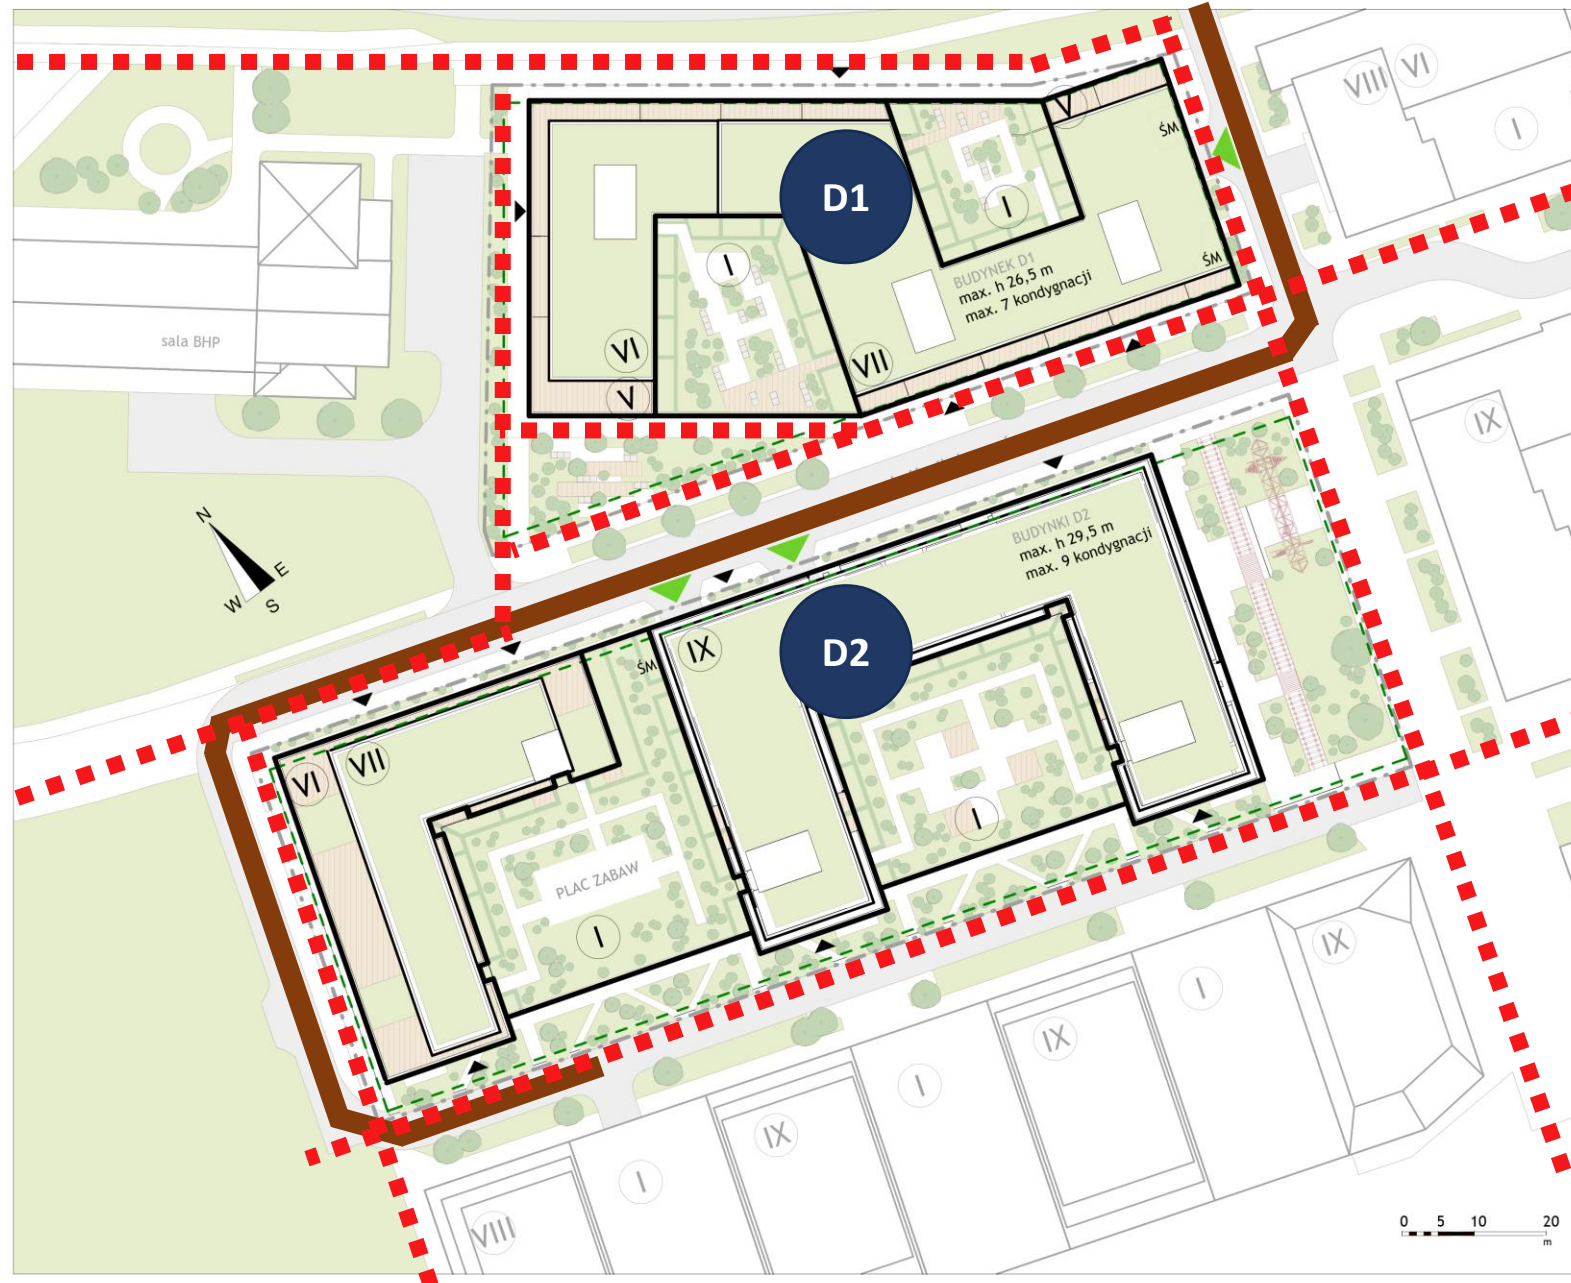 VIII
VI
I
V
ŚM
D1
I
I
BUDYNEK D1
max. h 26,5 m
max. 7 kondygnacji
ŚM
sala BHP
VI
VII
V
IX
N
E
W
S
BUDYNKI D2
max. h 29,5 m
max. 9 kondygnacji
D2
ŚM
IX
VI
VII
I
PLAC ZABAW
I
IX
I
IX
I
IX
I
VIII
0 5 10 20
m